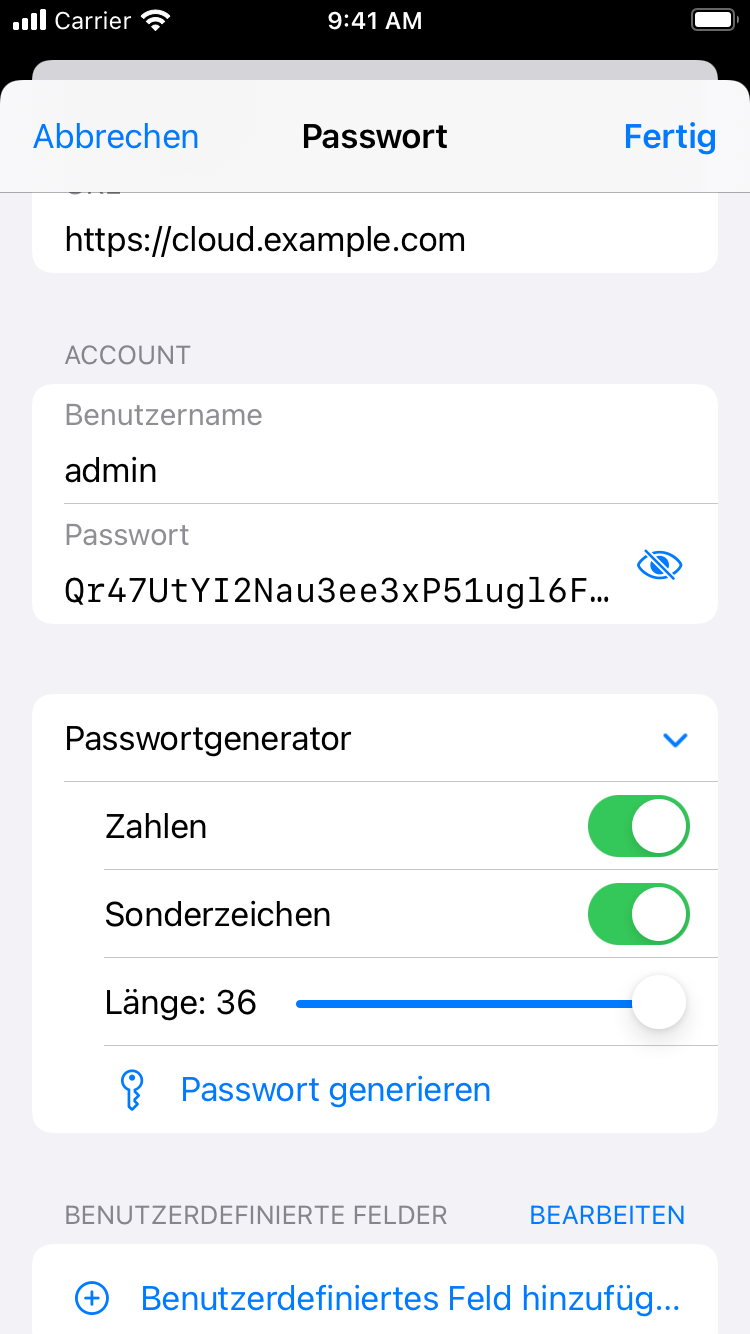 Carrier 9:41 AM
Abbrechen Passwort Fertig
https://cloud.example.com
ACCOUNT
Benutzername
admin
Passwort
Qr47UtYI2Nau3ee3xP51ugl6F…
Passwortgenerator
Zahlen
Sonderzeichen
Länge: 36
Passwort generieren
BENUTZERDEFINIERTE FELDER BEARBEITEN
Benutzerdefiniertes Feld hinzufüg...